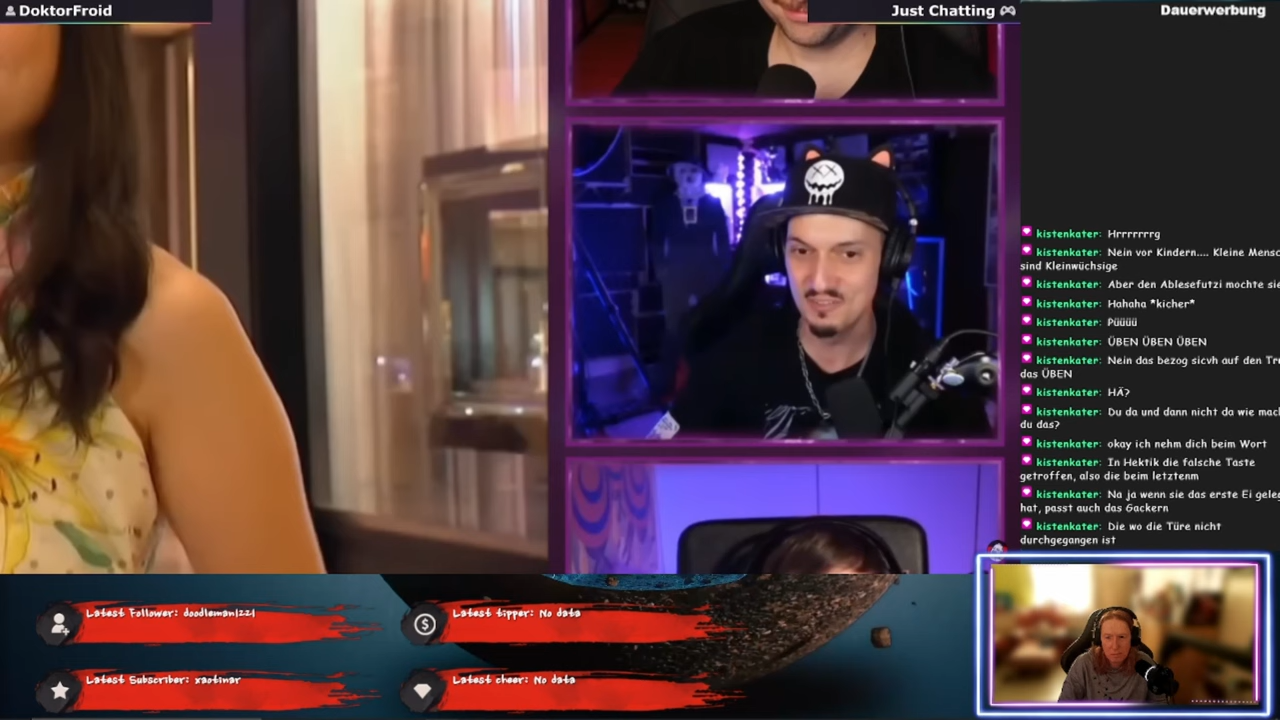 DoktorFroid
Just Chatting
Dauerwerbung
kistenkater: Hrrrrrrrg
kistenkater: Nein vor Kindern.... Kleine Mensc
sind Kleinwüchsige
kistenkater: Aber den Ablesefutzi mochte sie
kistenkater: Hahaha *kicher*
kistenkater: Püüüü
kistenkater: ÜBEN ÜBEN ÜBEN
kistenkater: Nein das bezog sicvh auf den Tr
das ÜBEN
kistenkater: HÄ?
kistenkater: Du da und dann nicht da wie mac
du das?
kistenkater: okay ich nehm dich beim Wort
kistenkater: In Hektik die falsche Taste
getroffen, also die beim letztenm
kistenkater: Na ja wenn sie das erste Ei gele
hat, passt auch das Gackern
kistenkater: Die wo die Türe nicht
durchgegangen ist
Latest Follower: doodleman1221
Latest tipper: No data
Latest Subscriber: xaotinar
Latest cheer: No data